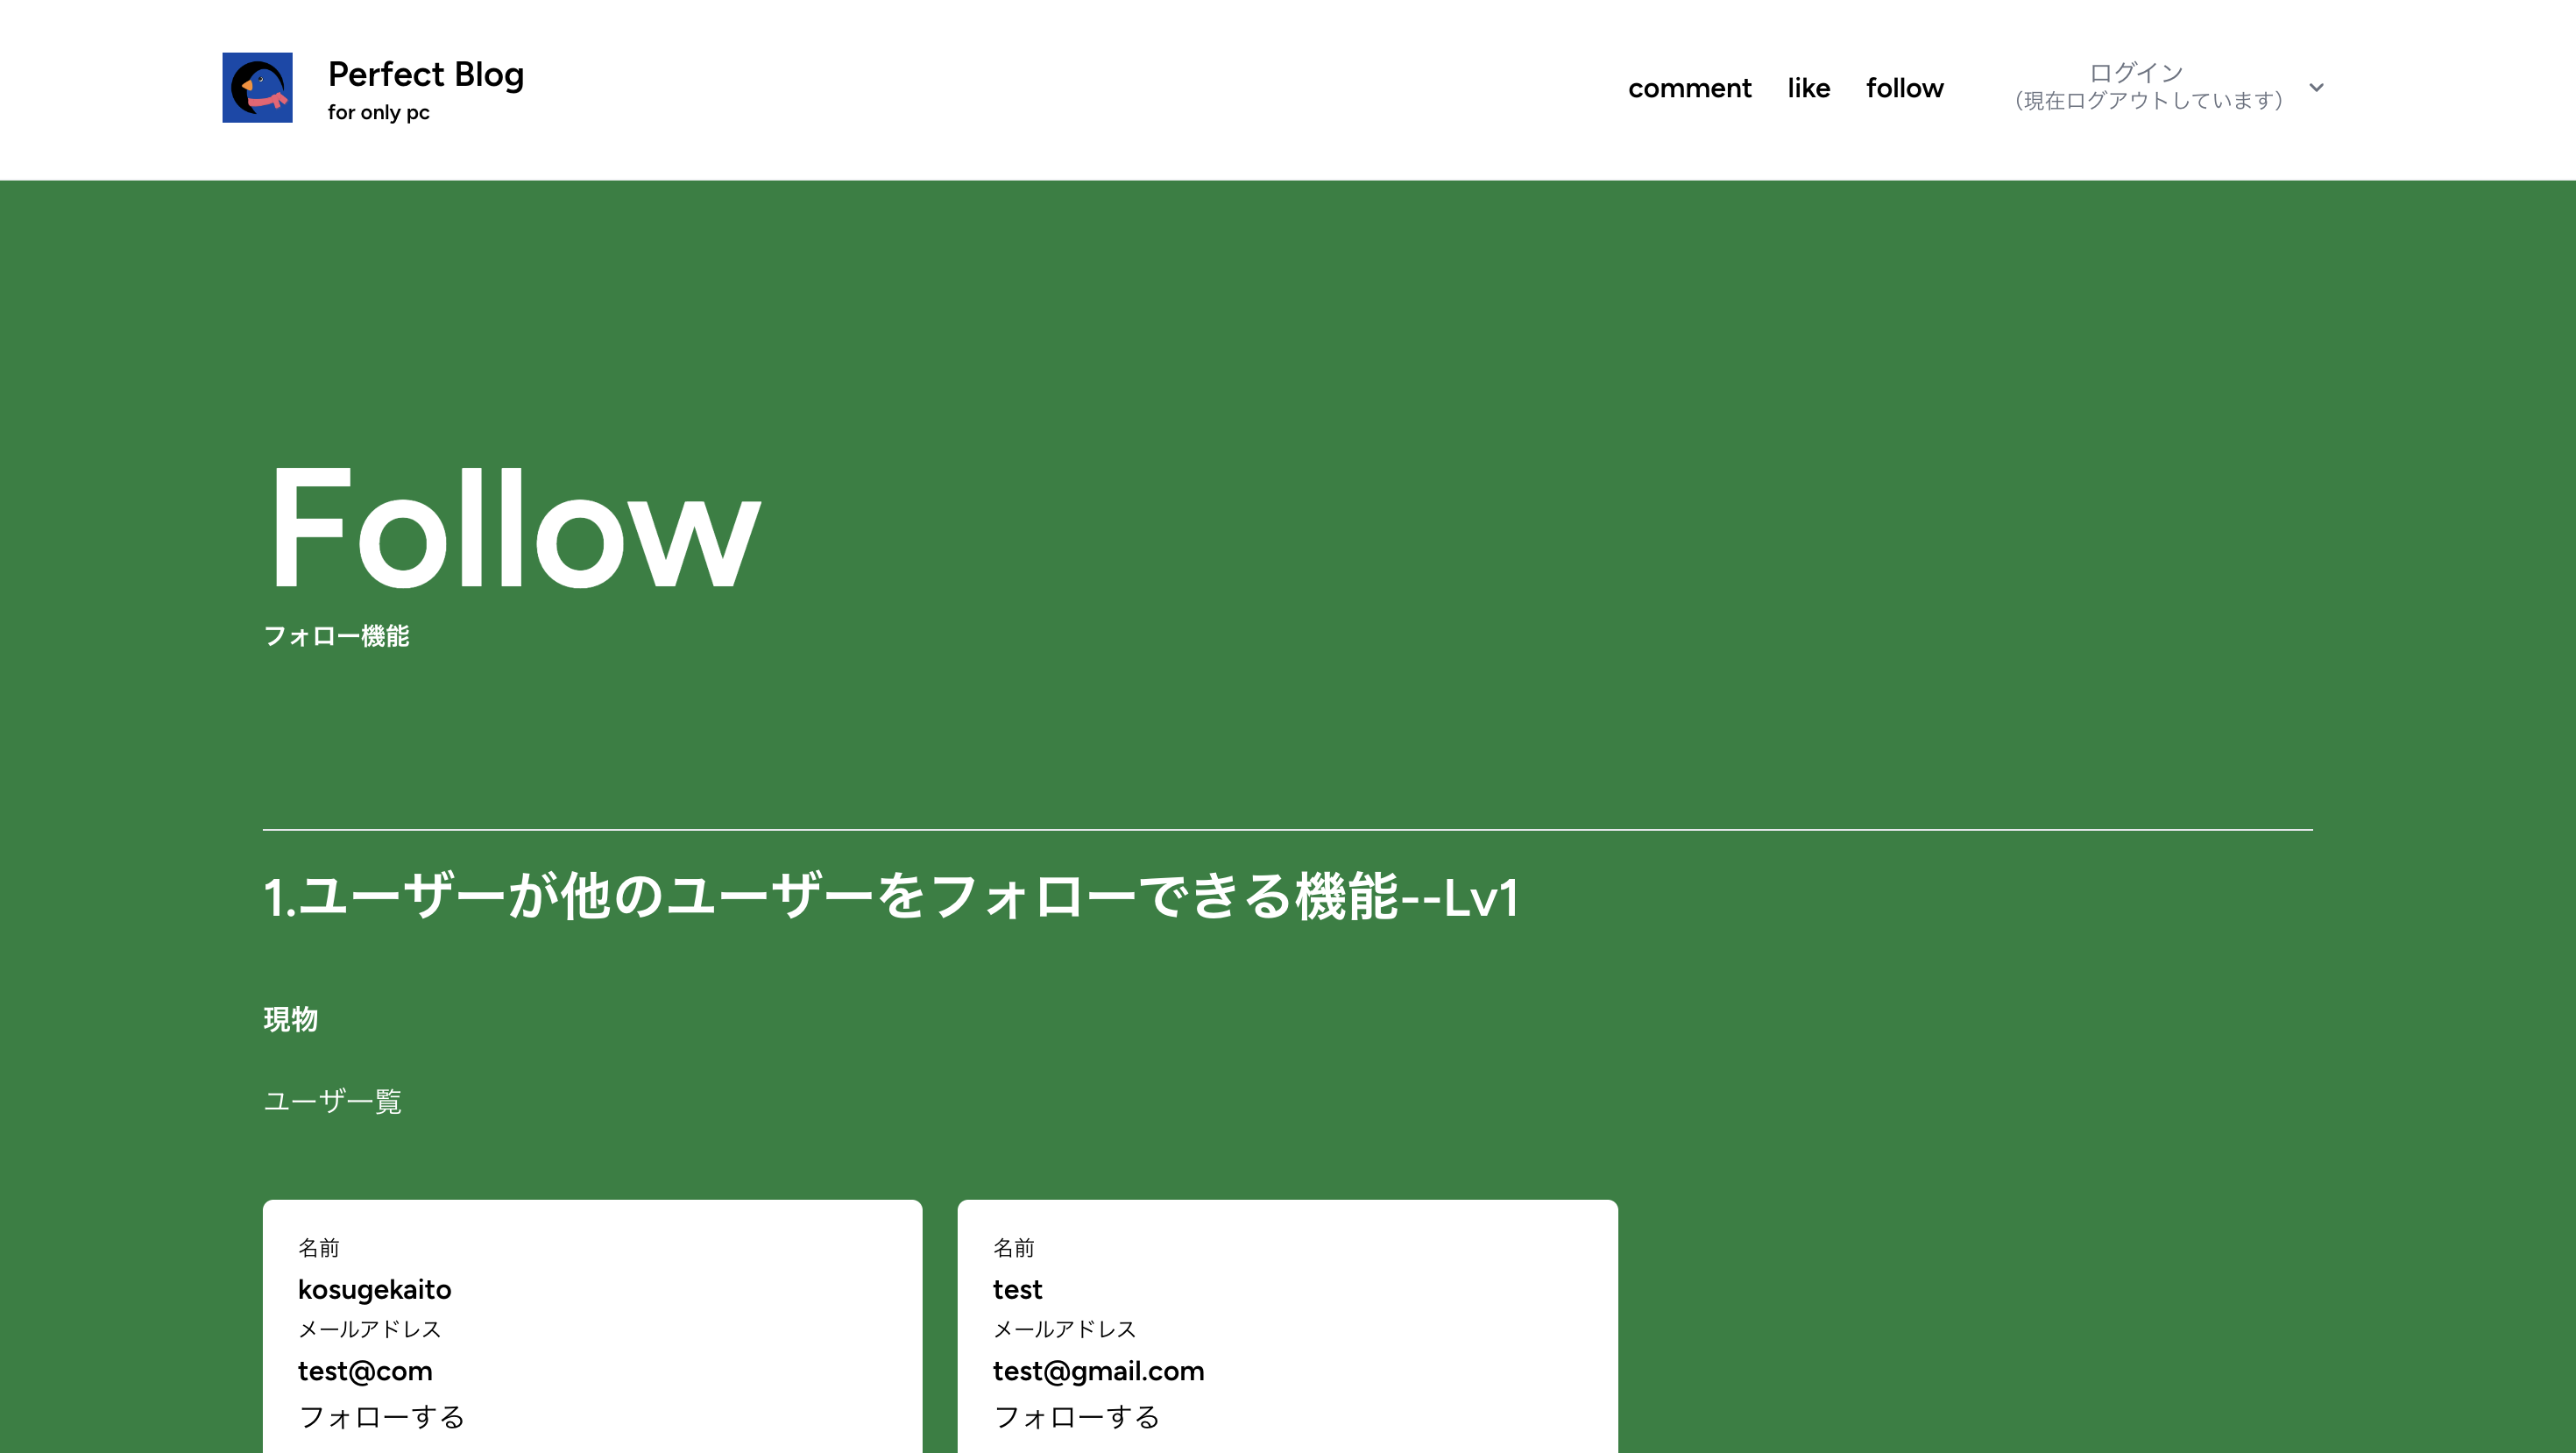 Perfect Blog
for only pc
comment like follow
ログイン
(現在ログアウトしています)
Follow
フォロー機能
1.ユーザーが他のユーザーをフォローできる機能--Lv1
現物
ユーザ一覧
名前
kosugekaito
メールアドレス
test@com
フォローする
名前
test
メールアドレス
test@gmail.com
フォローする